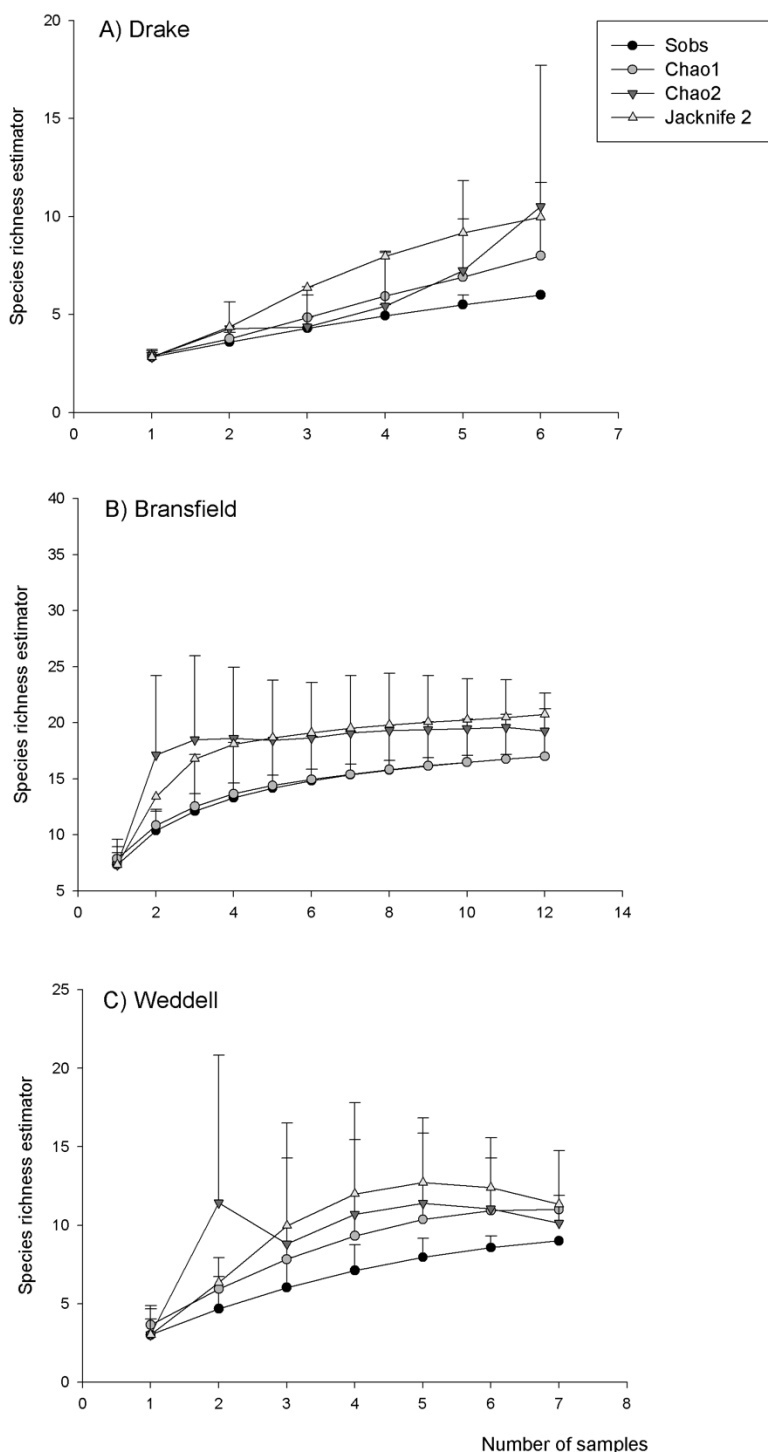 A) Drake
Sobs
Chao1
Chao2
Jacknife 2
Species richness estimator
20
15
10
5
0
0 1 2 3 4 5 6 7
B) Bransfield
Species richness estimator
40
35
30
25
20
15
10
5
0 2 4 6 8 10 12 14
C) Weddell
Species richness estimator
25
20
15
10
5
0
0 1 2 3 4 5 6 7 8
Number of samples